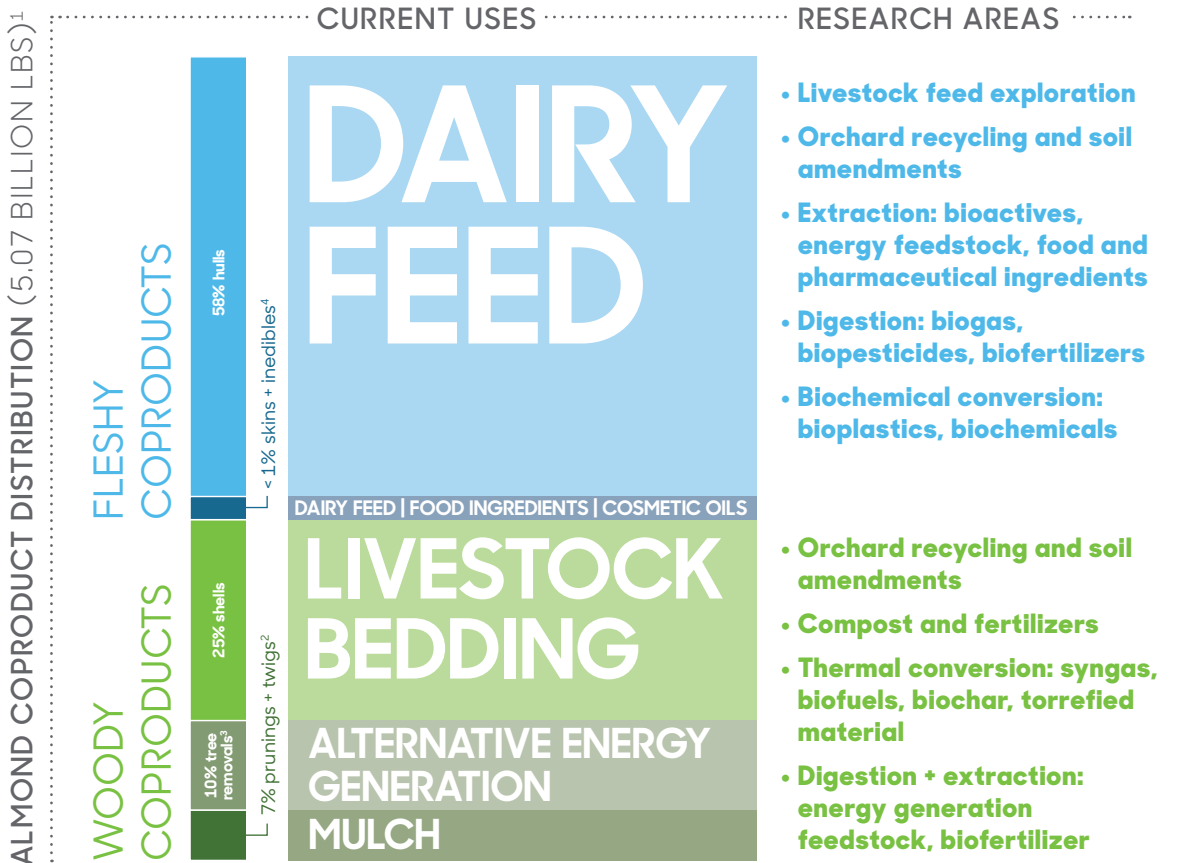 ALMOND COPRODUCT DISTRIBUTION (5.07 BILLION LBS)¹
CURRENT USES
RESEARCH AREAS
FLESHY
COPRODUCTS
58% hulls
< 1% skins + inedibles⁴
DAIRY
FEED
DAIRY FEED | FOOD INGREDIENTS | COSMETIC OILS
• Livestock feed exploration
• Orchard recycling and soil
amendments
• Extraction: bioactives,
energy feedstock, food and
pharmaceutical ingredients
• Digestion: biogas,
biopesticides, biofertilizers
• Biochemical conversion:
bioplastics, biochemicals
WOODY
COPRODUCTS
25% shells
10% tree
removals³
7% prunings + twigs²
LIVESTOCK
BEDDING
ALTERNATIVE ENERGY
GENERATION
MULCH
• Orchard recycling and soil
amendments
• Compost and fertilizers
• Thermal conversion: syngas,
biofuels, biochar, torrefied
material
• Digestion + extraction:
energy generation
feedstock, biofertilizer